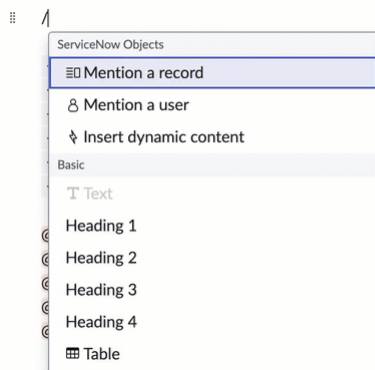 /
ServiceNow Objects
Mention a record
Mention a user
Insert dynamic content
Basic
Text
Heading 1
Heading 2
Heading 3
Heading 4
Table